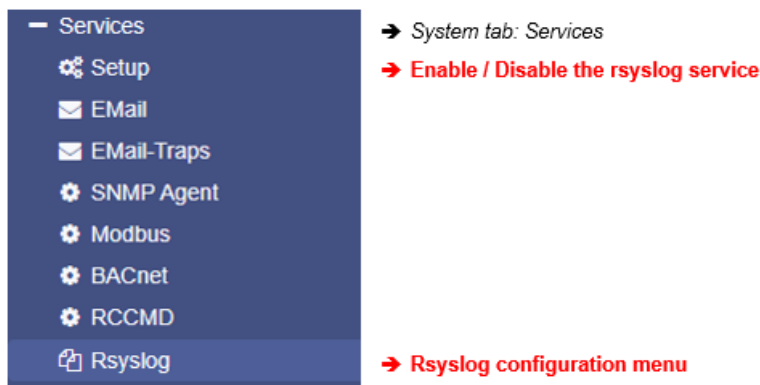 Services ➔ System tab: Services
Setup ➔ Enable / Disable the rsyslog service
EMail
EMail-Traps
SNMP Agent
Modbus
BACnet
RCCMD
Rsyslog ➔ Rsyslog configuration menu